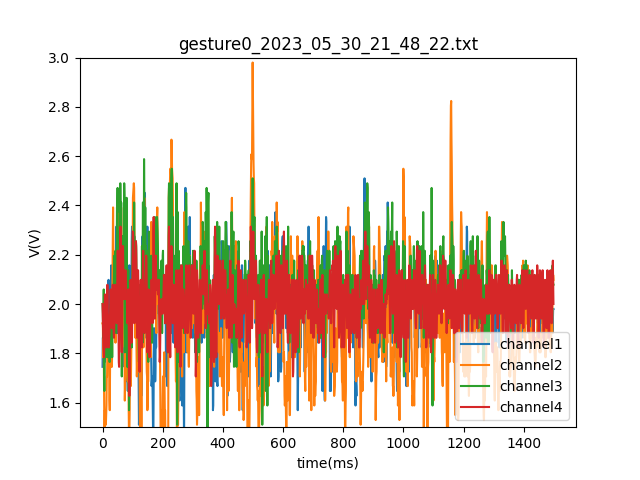 gesture0_2023_05_30_21_48_22.txt
3.0
2.8
2.6
2.4
2.2
2.0
1.8
1.6
V(V)
channel1
channel2
channel3
channel4
0 200 400 600 800 1000 1200 1400
time(ms)